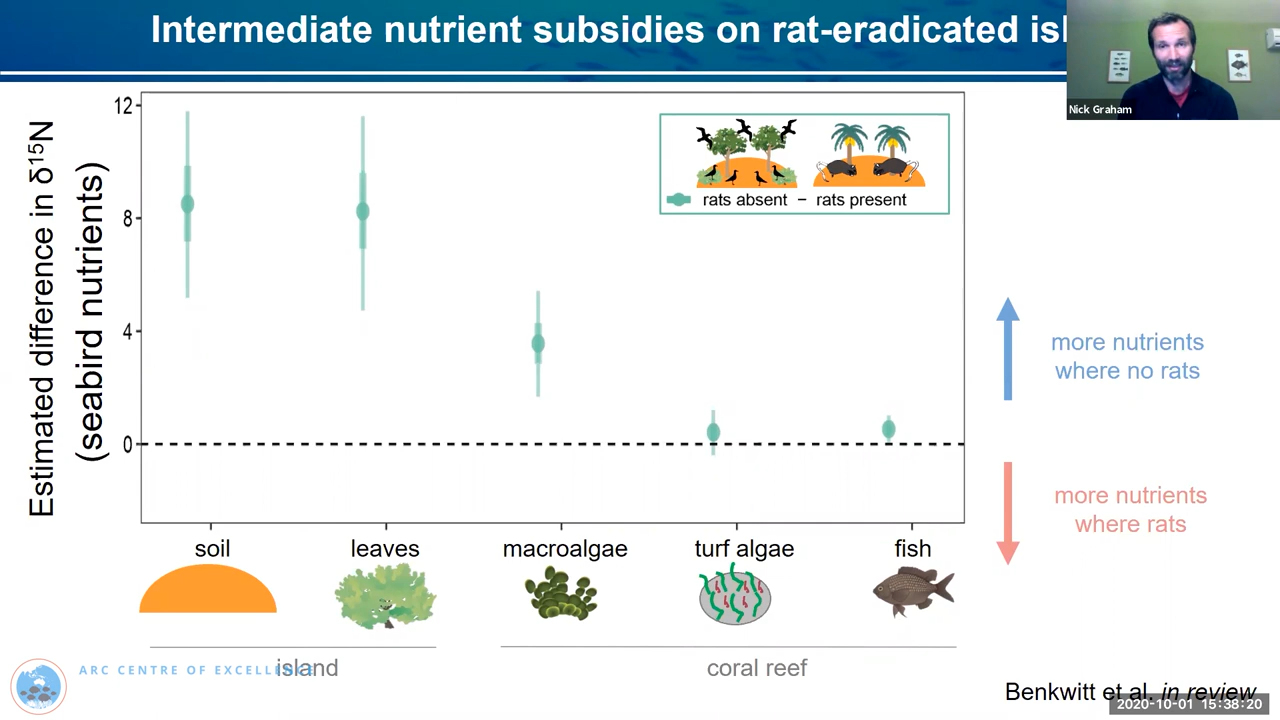 Intermediate nutrient subsidies on rat-eradicated isl
Nick Graham
Estimated difference in δ¹⁵N
(seabird nutrients)
12
8
4
0
rats absent – rats present
more nutrients
where no rats
more nutrients
where rats
soil
leaves
macroalgae
turf algae
fish
island
coral reef
ARC CENTRE OF EXCELLENCE
Benkwitt et al. in review
2020-10-01 15:38:20